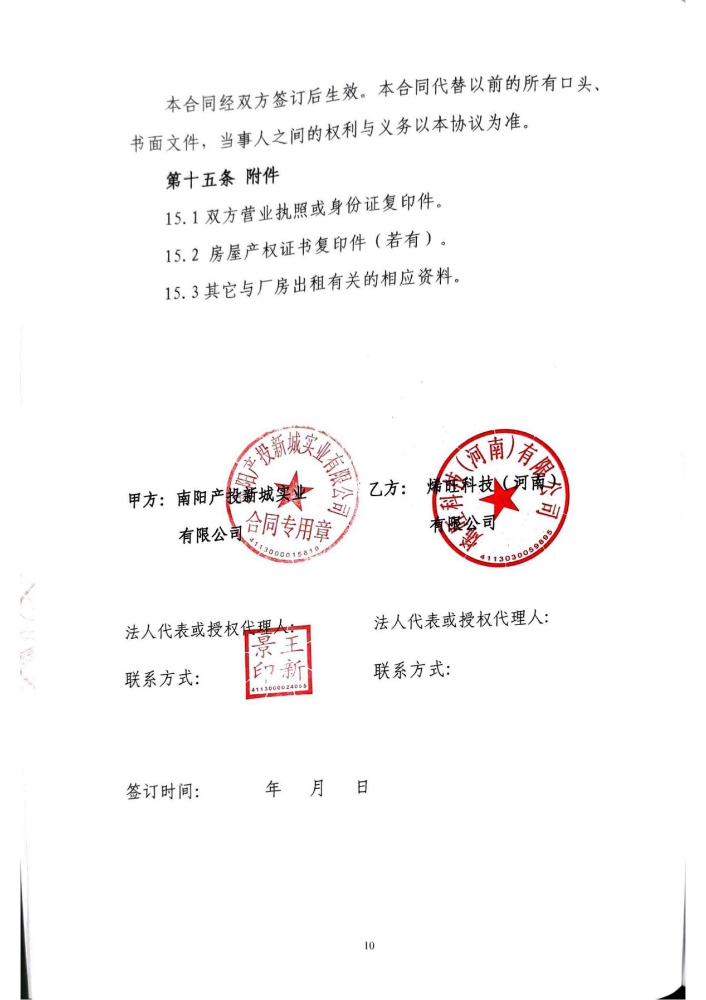 本合同经双方签订后生效。本合同代替以前的所有口头、
书面文件，当事人之间的权利与义务以本协议为准。
第十五条 附件
15.1双方营业执照或身份证复印件。
15.2 房屋产权证书复印件（若有）。
15.3其它与厂房出租有关的相应资料。
南阳产投新城实业有限公司
合同专用章
4113000015619
烯旺科技（河南）有限公司
4113030059895
甲方：南阳产投新城实业
有限公司
乙方： 烯旺科技（河南）
有限公司
法人代表或授权代理人：
法人代表或授权代理人：
王新
景印
4113000024055
联系方式：
联系方式：
签订时间： 年 月 日
10